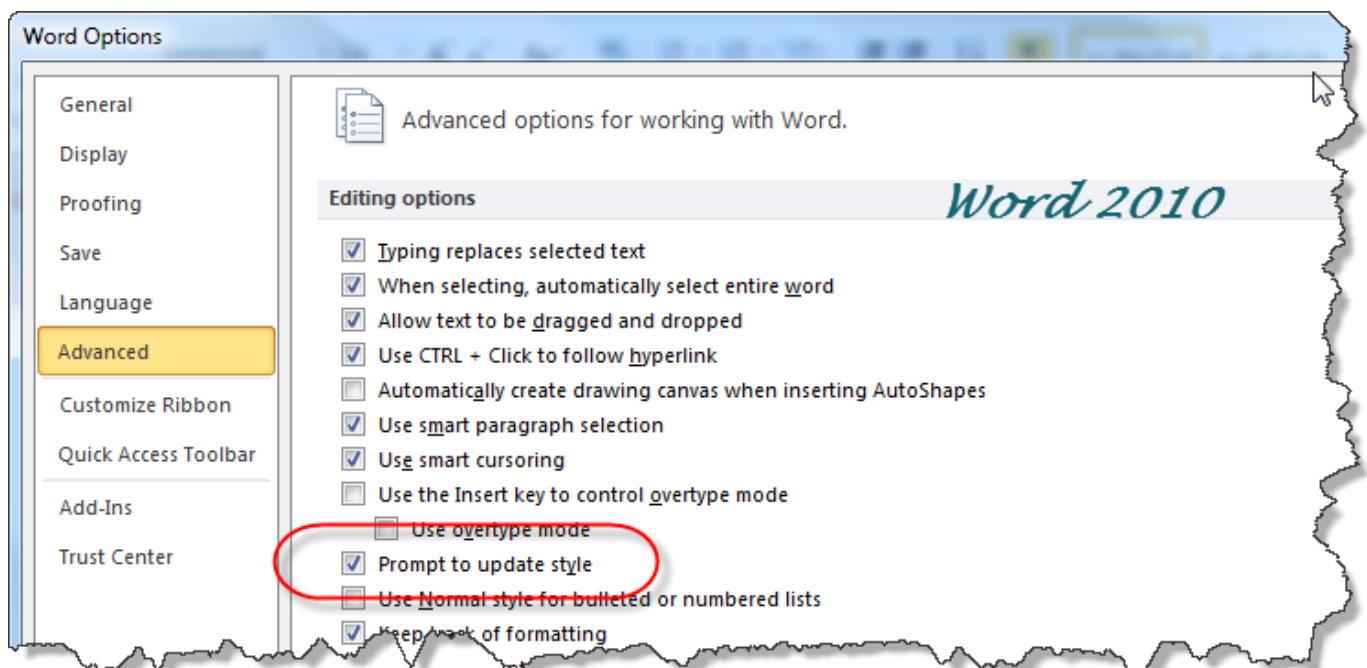 Word Options
General
Display
Proofing
Save
Language
Advanced
Customize Ribbon
Quick Access Toolbar
Add-Ins
Trust Center
Advanced options for working with Word.
Editing options
Word 2010
Typing replaces selected text
When selecting, automatically select entire word
Allow text to be dragged and dropped
Use CTRL + Click to follow hyperlink
Automatically create drawing canvas when inserting AutoShapes
Use smart paragraph selection
Use smart cursoring
Use the Insert key to control overtype mode
Use overtype mode
Prompt to update style
Use Normal style for bulleted or numbered lists
Keep track of formatting